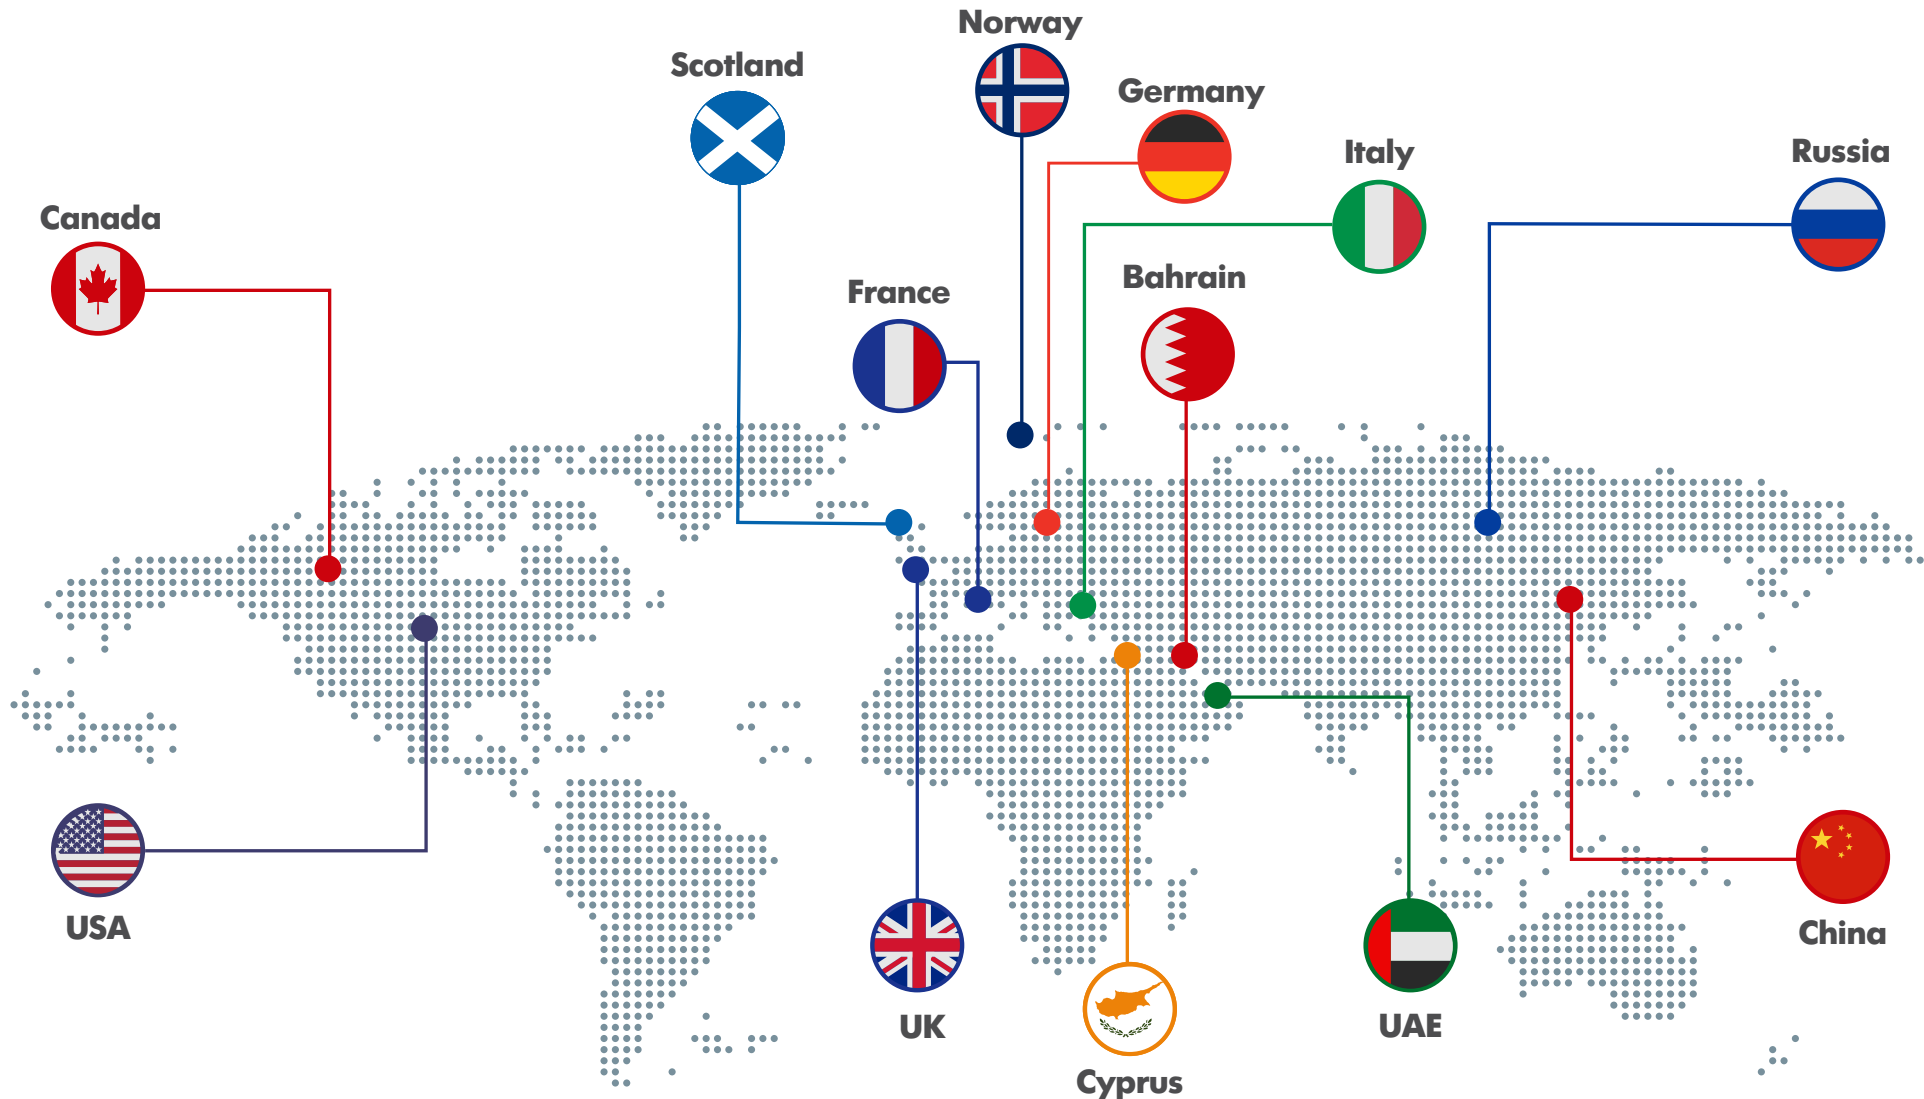 Norway
Scotland
Germany
Italy
Russia
Canada
Bahrain
France
USA
China
UK
UAE
Cyprus